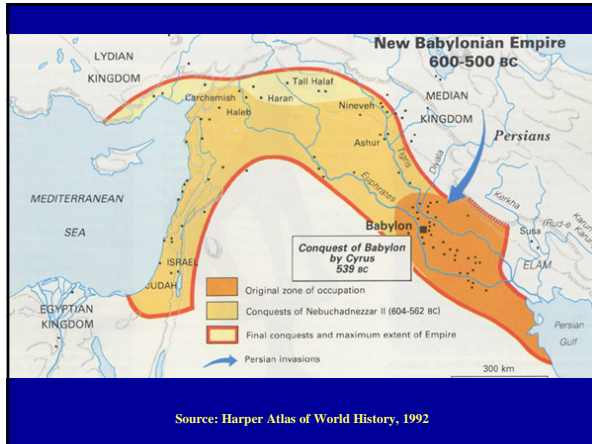 New Babylonian Empire
600-500 BC
LYDIAN
KINGDOM
Tall Halaf
Carchemish
Haran
Haleb
Nineveh
MEDIAN
KINGDOM
Persians
Ashur
Tigris
Diyala
Euphrates
Kerkha
MEDITERRANEAN
SEA
Babylon
Susa
(Rud-e
Karun
Conquest of Babylon
by Cyrus
539 BC
ISRAEL
ELAM
JUDAH
Original zone of occupation
EGYPTIAN
KINGDOM
Conquests of Nebuchadnezzar II (604-562 BC)
Persian
Gulf
Final conquests and maximum extent of Empire
Persian invasions
300 km
Source: Harper Atlas of World History, 1992